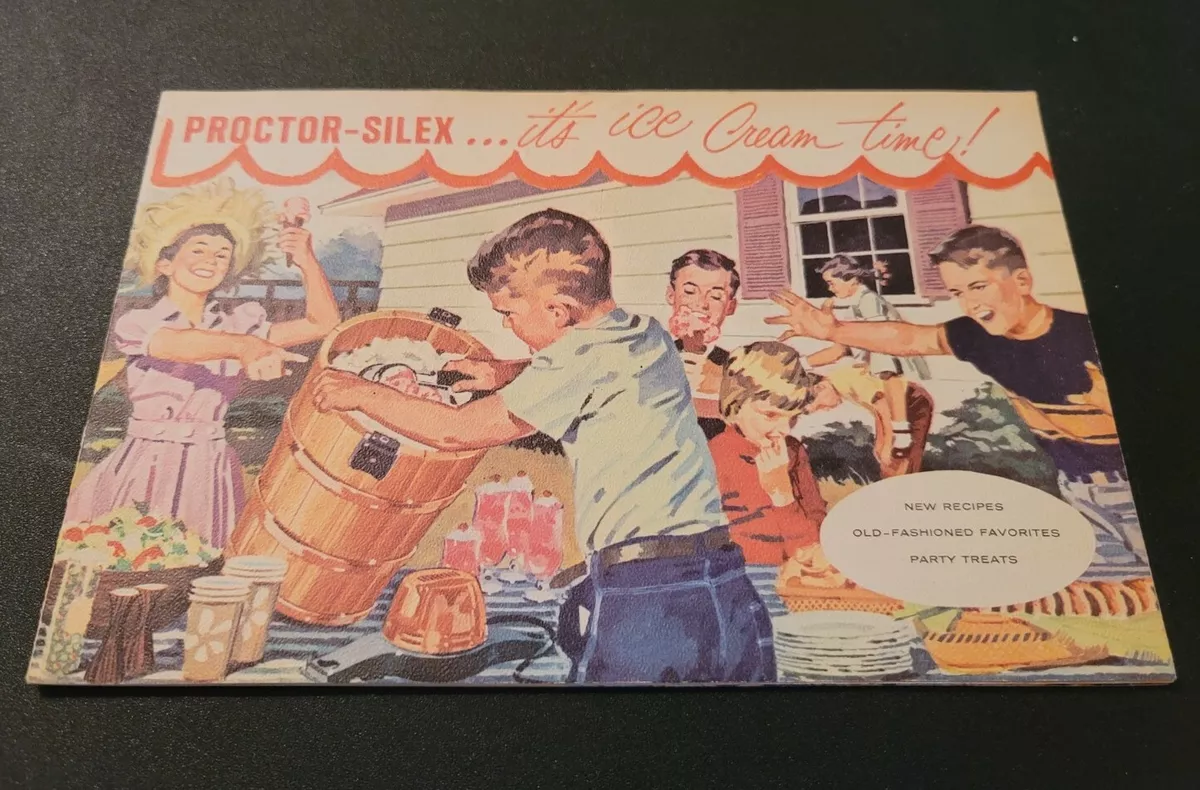 PROCTOR-SILEX ... it's ice Cream time!
NEW RECIPES
OLD-FASHIONED FAVORITES
PARTY TREATS